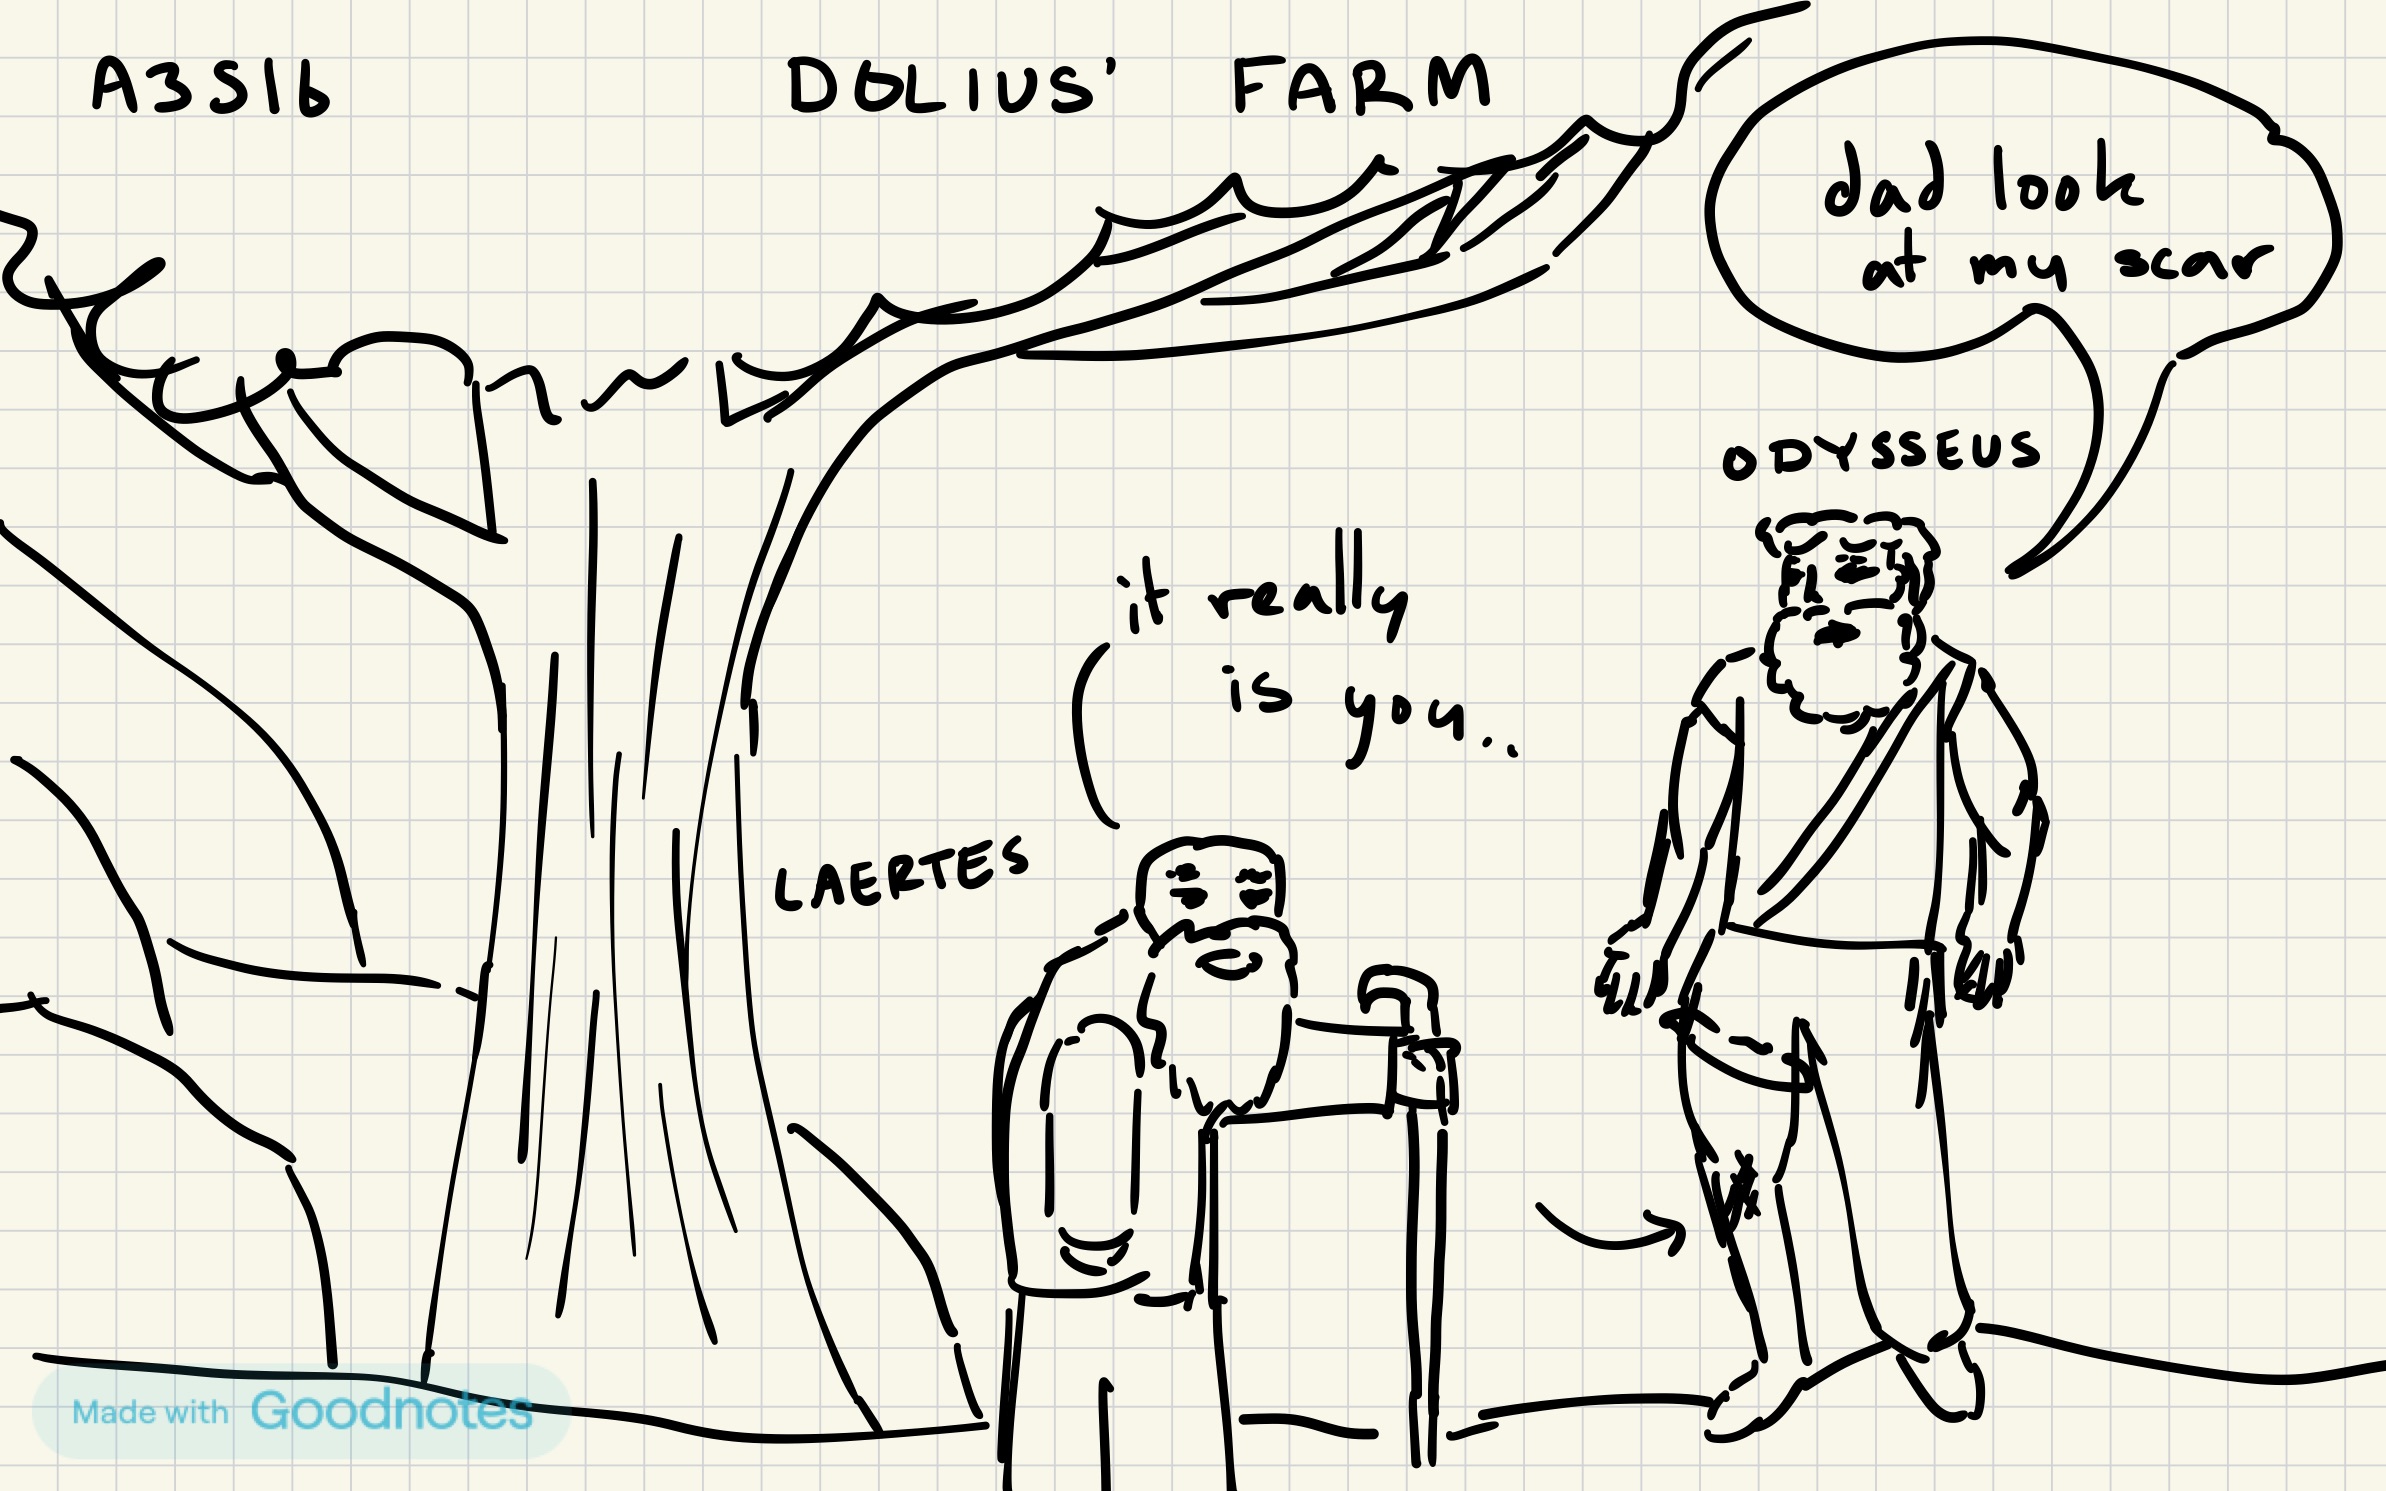 A3S16
DOLIUS' FARM
dad look
at my scar
ODYSSEUS
it really
is you..
LAERTES
Made with Goodnotes